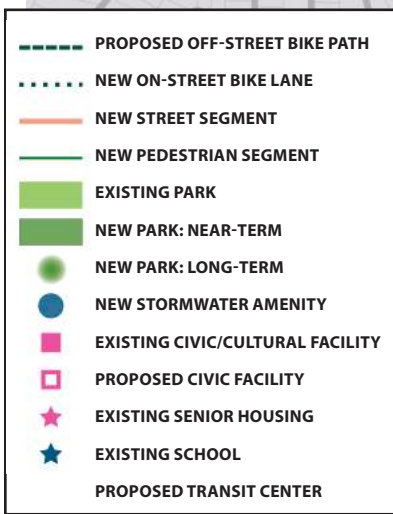 PROPOSED OFF-STREET BIKE PATH
NEW ON-STREET BIKE LANE
NEW STREET SEGMENT
NEW PEDESTRIAN SEGMENT
EXISTING PARK
NEW PARK: NEAR-TERM
NEW PARK: LONG-TERM
NEW STORMWATER AMENITY
EXISTING CIVIC/CULTURAL FACILITY
PROPOSED CIVIC FACILITY
EXISTING SENIOR HOUSING
EXISTING SCHOOL
PROPOSED TRANSIT CENTER